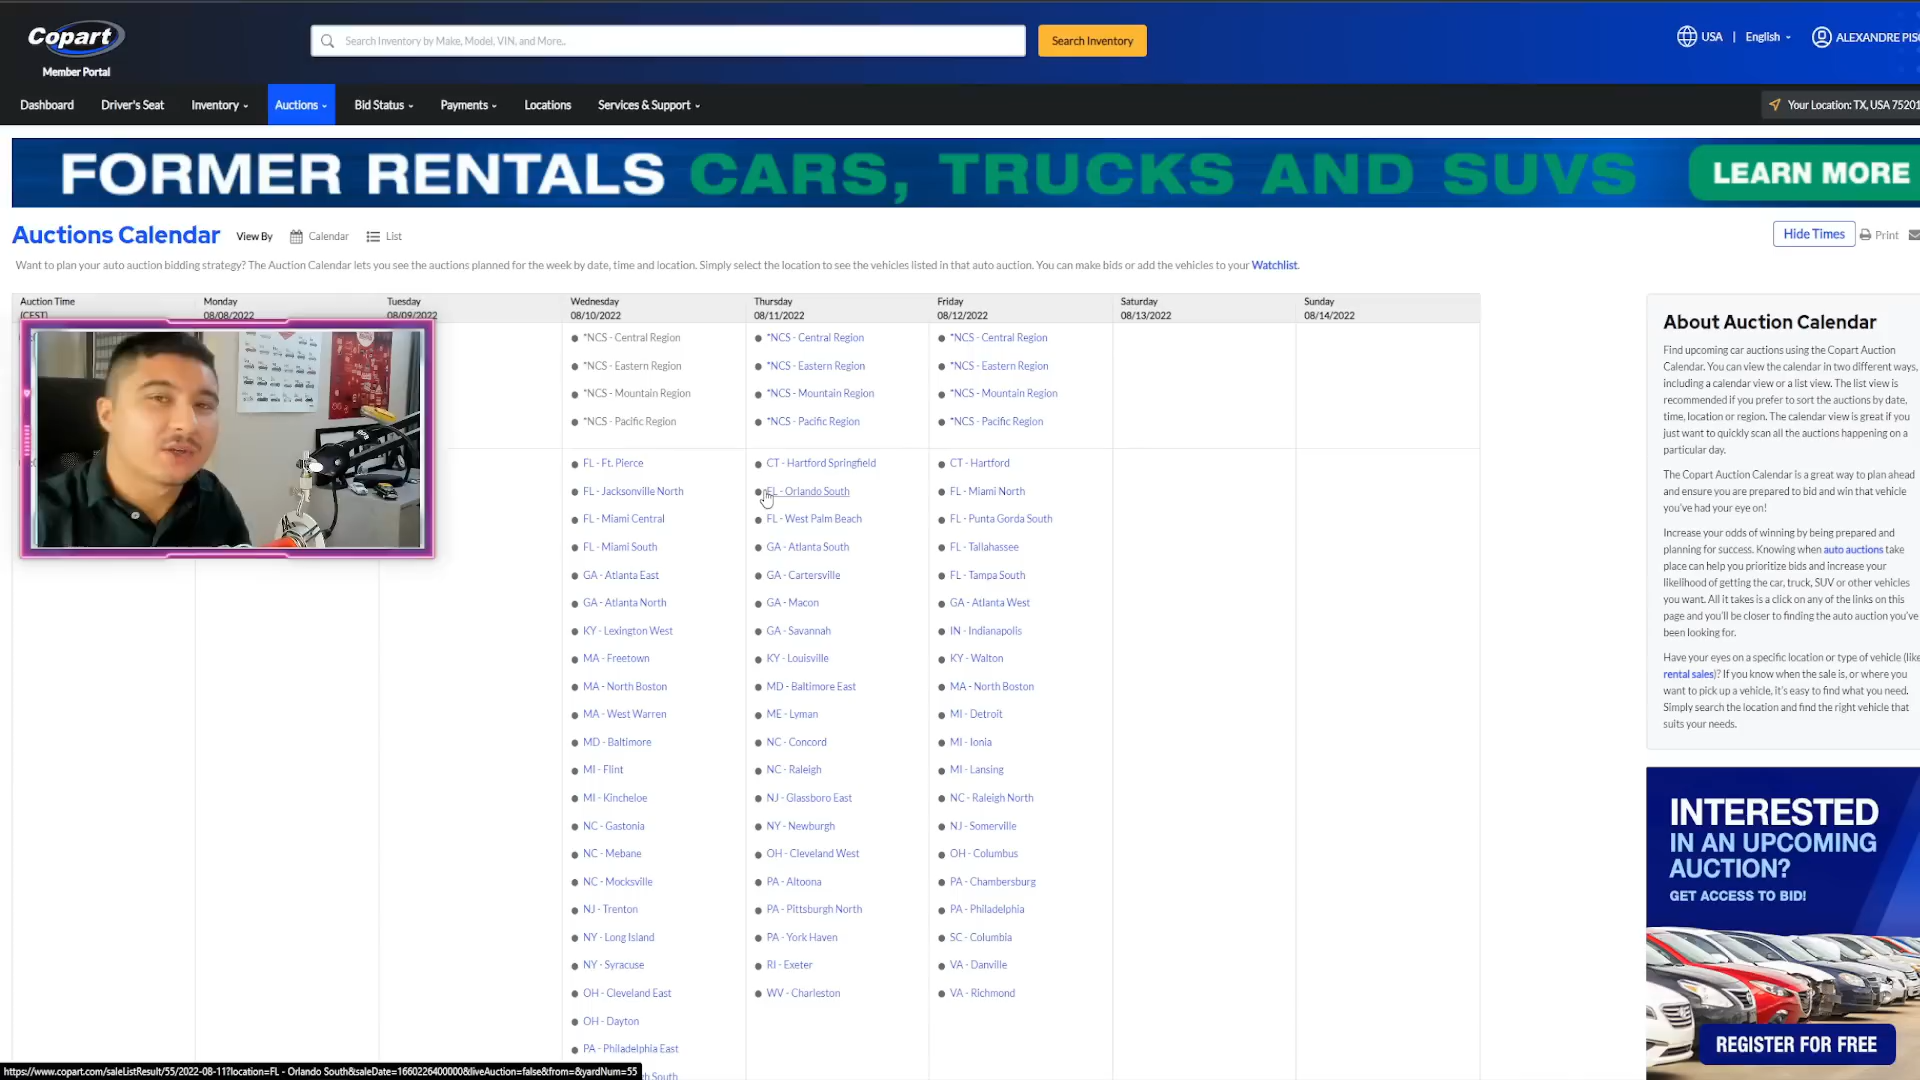 Copart
Member Portal
Search Inventory by Make, Model, VIN, and More..
Search Inventory
USA | English
ALEXANDRE PISC
Dashboard Driver's Seat Inventory Auctions Bid Status Payments Locations Services & Support
Your Location: TX, USA 75201
FORMER RENTALS CARS, TRUCKS AND SUVS
LEARN MORE
Auctions Calendar View By Calendar List
Hide Times Print
Want to plan your auto auction bidding strategy? The Auction Calendar lets you see the auctions planned for the week by date, time and location. Simply select the location to see the vehicles listed in that auto auction. You can make bids or add the vehicles to your Watchlist.
Auction Time
(CEST)
Monday
08/08/2022
Tuesday
08/09/2022
Wednesday
08/10/2022
*NCS - Central Region
*NCS - Eastern Region
*NCS - Mountain Region
*NCS - Pacific Region
FL - Ft. Pierce
FL - Jacksonville North
FL - Miami Central
FL - Miami South
GA - Atlanta East
GA - Atlanta North
KY - Lexington West
MA - Freetown
MA - North Boston
MA - West Warren
MD - Baltimore
MI - Flint
MI - Kincheloe
NC - Gastonia
NC - Mebane
NC - Mocksville
NJ - Trenton
NY - Long Island
NY - Syracuse
OH - Cleveland East
OH - Dayton
PA - Philadelphia East
Thursday
08/11/2022
*NCS - Central Region
*NCS - Eastern Region
*NCS - Mountain Region
*NCS - Pacific Region
CT - Hartford Springfield
FL - Orlando South
FL - West Palm Beach
GA - Atlanta South
GA - Cartersville
GA - Macon
GA - Savannah
KY - Louisville
MD - Baltimore East
ME - Lyman
NC - Concord
NC - Raleigh
NJ - Glassboro East
NY - Newburgh
OH - Cleveland West
PA - Altoona
PA - Pittsburgh North
PA - York Haven
RI - Exeter
WV - Charleston
Friday
08/12/2022
*NCS - Central Region
*NCS - Eastern Region
*NCS - Mountain Region
*NCS - Pacific Region
CT - Hartford
FL - Miami North
FL - Punta Gorda South
FL - Tallahassee
FL - Tampa South
GA - Atlanta West
IN - Indianapolis
KY - Walton
MA - North Boston
MI - Detroit
MI - Ionia
MI - Lansing
NC - Raleigh North
NJ - Somerville
OH - Columbus
PA - Chambersburg
PA - Philadelphia
SC - Columbia
VA - Danville
VA - Richmond
Saturday
08/13/2022
Sunday
08/14/2022
About Auction Calendar
Find upcoming car auctions using the Copart Auction
Calendar. You can view the calendar in two different ways,
including a calendar view or a list view. The list view is
recommended if you prefer to sort the auctions by date,
time, location or region. The calendar view is great if you
just want to quickly scan all the auctions happening on a
particular day.
The Copart Auction Calendar is a great way to plan ahead
and ensure you are prepared to bid and win that vehicle
you've had your eye on!
Increase your odds of winning by being prepared and
planning for success. Knowing when auto auctions take
place can help you prioritize bids and increase your
likelihood of getting the car, truck, SUV or other vehicles
you want. All it takes is a click on any of the links on this
page and you'll be closer to finding the auto auction you've
been looking for.
Have your eyes on a specific location or type of vehicle (like
rental sales)? If you know when the sale is, or where you
want to pick up a vehicle, it's easy to find what you need.
Simply search the location and find the right vehicle that
suits your needs.
INTERESTED
IN AN UPCOMING
AUCTION?
GET ACCESS TO BID!
REGISTER FOR FREE
https://www.copart.com/saleListResult/55/2022-08-11?location=FL - Orlando South&saleDate=1660226400000&liveAuction=false&from=&yardNum=55